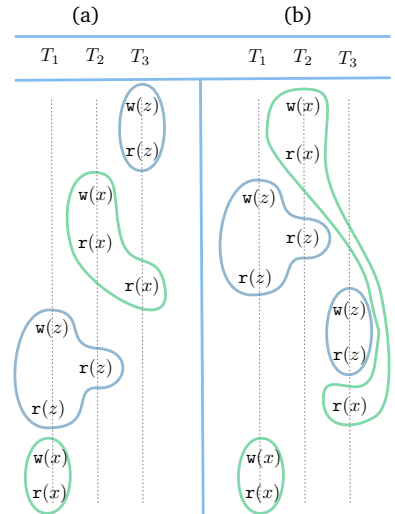 (a) (b)
T₁ T₂ T₃ T₁ T₂ T₃
w(z) w(x)
r(z) r(x)
w(x) w(z)
r(x) r(z)
r(x) r(z)
w(z) w(z)
r(z) r(z)
r(z) r(x)
w(x) w(x)
r(x) r(x)